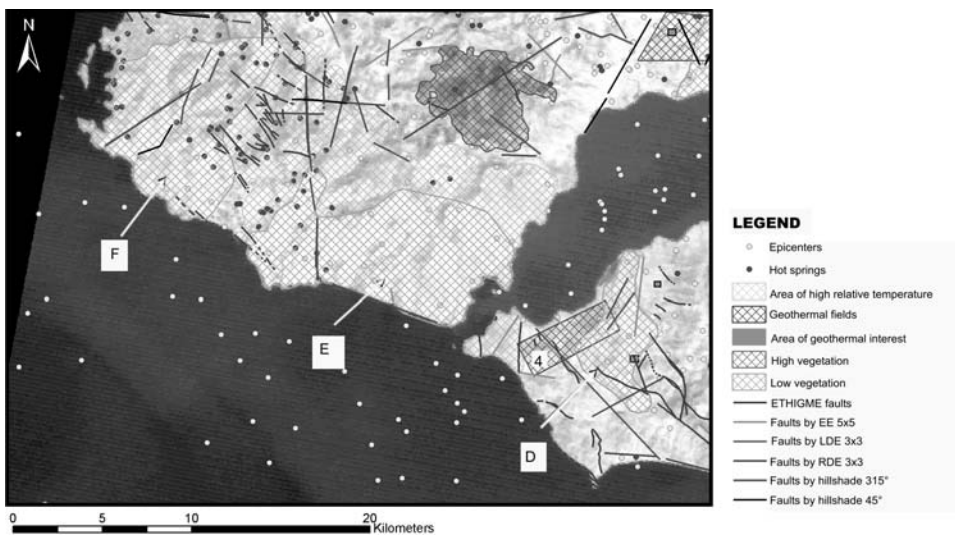 N
F
E
4
D
LEGEND
Epicenters
Hot springs
Area of high relative temperature
Geothermal fields
Area of geothermal interest
High vegetation
Low vegetation
ETHIGME faults
Faults by EE 5x5
Faults by LDE 3x3
Faults by RDE 3x3
Faults by hillshade 315°
Faults by hillshade 45°
0 5 10 20
Kilometers